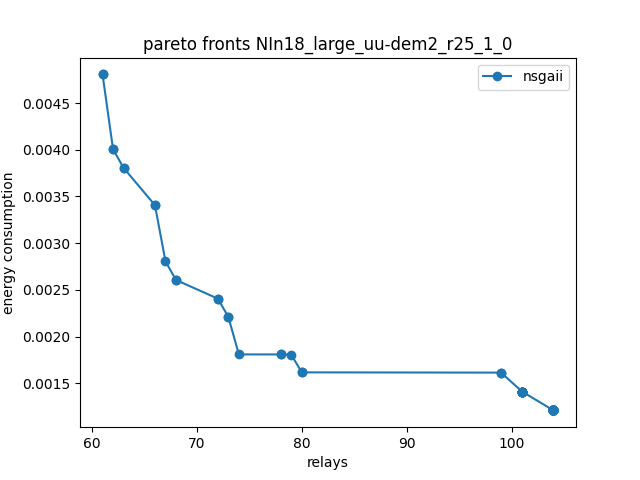 pareto fronts NIn18_large_uu-dem2_r25_1_0
nsgaii
energy consumption
0.0045
0.0040
0.0035
0.0030
0.0025
0.0020
0.0015
60 70 80 90 100
relays